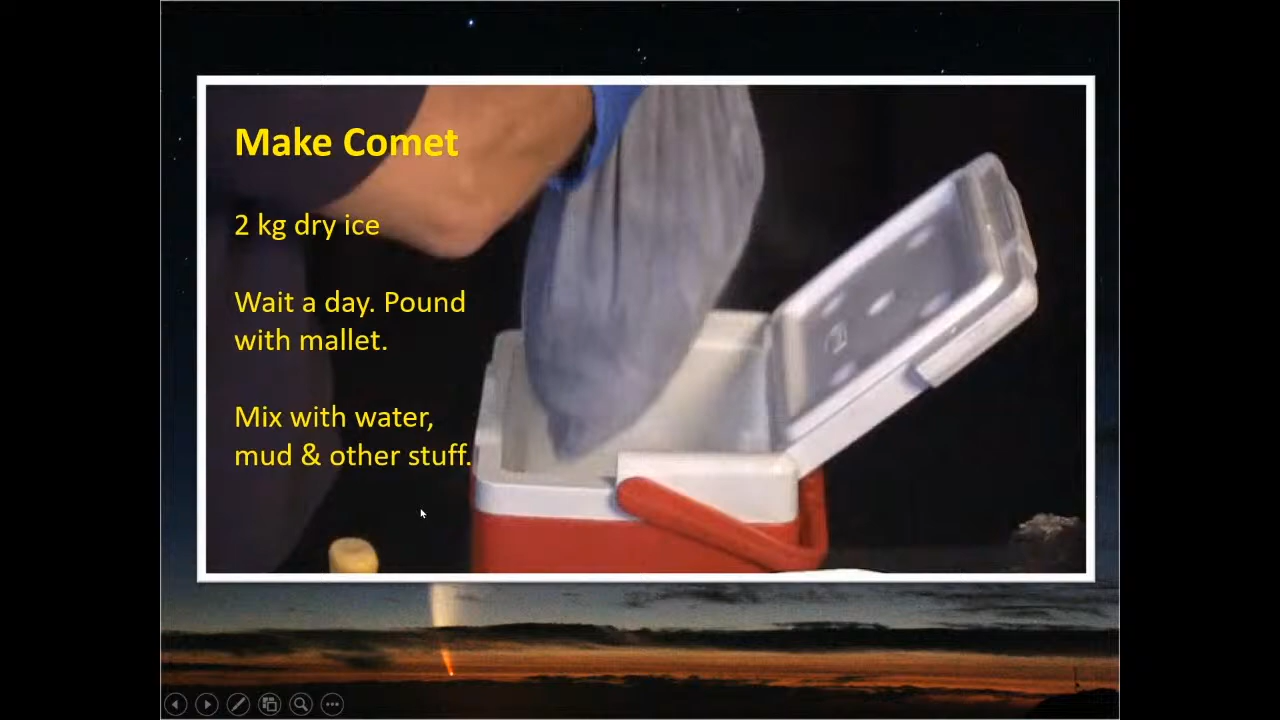 Make Comet
2 kg dry ice
Wait a day. Pound
with mallet.
Mix with water,
mud & other stuff.